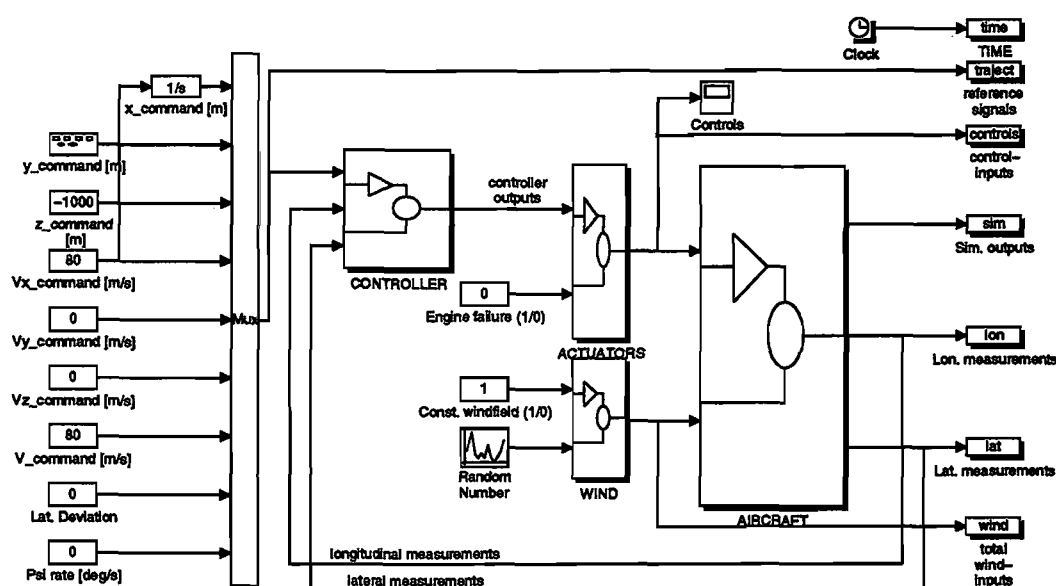 time
Clock
TIME
traject
reference
signals
1/s
x_command [m]
Controls
controls
control-
inputs
y_command [m]
-1000
z_command
[m]
controller
outputs
sim
Sim. outputs
80
Vx_command [m/s]
CONTROLLER
0
Engine failure (1/0)
0
Mux
Vy_command [m/s]
ACTUATORS
lon
Lon. measurements
0
Vz_command [m/s]
1
Const. windfield (1/0)
80
V_command [m/s]
Random
Number
WIND
lat
Lat. measurements
0
Lat. Deviation
AIRCRAFT
wind
total
wind-
inputs
0
Psi rate [deg/s]
longitudinal measurements
lateral measurements